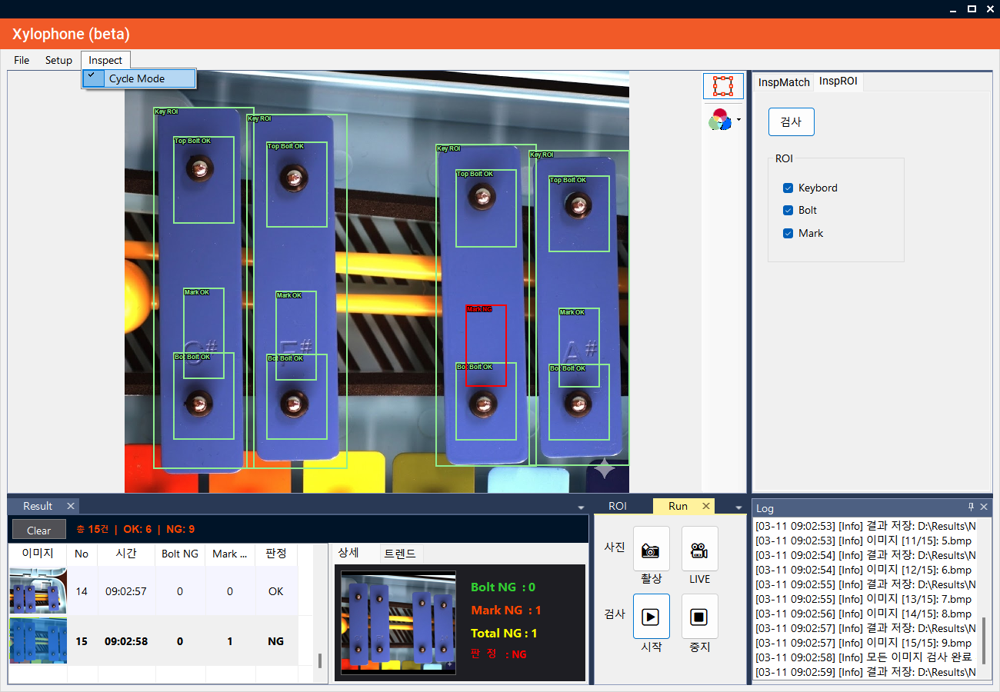 Xylophone (beta)
File Setup Inspect
Cycle Mode
InspMatch InspROI
검사
ROI
Keybord
Bolt
Mark
Key ROI
Key ROI
Key ROI
Key ROI
Top Bolt OK
Top Bolt OK
Top Bolt OK
Top Bolt OK
Mark OK
Mark OK
Mark NG
Mark OK
G#
F#
A#
Bot Bolt OK
Bot Bolt OK
Bot Bolt OK
Bot Bolt OK
Result
Clear
총 15건 | OK: 6 | NG: 9
이미지 No 시간 Bolt NG Mark ... 판정
14 09:02:57 0 0 OK
15 09:02:58 0 1 NG
상세 트렌드
Bolt NG : 0
Mark NG : 1
Total NG : 1
판 정 : NG
ROI Run
사진
촬상 LIVE
검사
시작 중지
Log
[03-11 09:02:53] [Info] 결과 저장: D:\Results\N
[03-11 09:02:53] [Info] 이미지 [11/15]: 5.bmp
[03-11 09:02:54] [Info] 결과 저장: D:\Results\N
[03-11 09:02:54] [Info] 이미지 [12/15]: 6.bmp
[03-11 09:02:55] [Info] 결과 저장: D:\Results\N
[03-11 09:02:55] [Info] 이미지 [13/15]: 7.bmp
[03-11 09:02:56] [Info] 이미지 [14/15]: 8.bmp
[03-11 09:02:57] [Info] 결과 저장: D:\Results\N
[03-11 09:02:57] [Info] 이미지 [15/15]: 9.bmp
[03-11 09:02:58] [Info] 모든 이미지 검사 완료
[03-11 09:02:59] [Info] 결과 저장: D:\Results\N